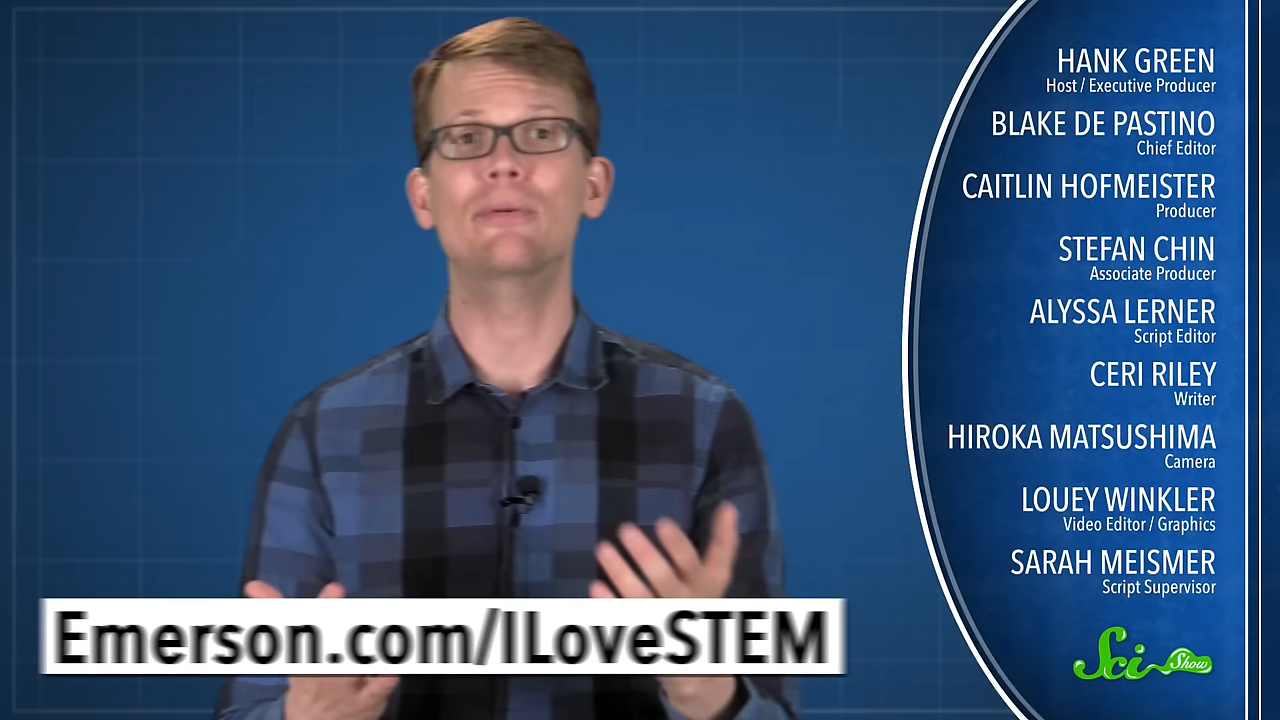 HANK GREEN
Host / Executive Producer
BLAKE DE PASTINO
Chief Editor
CAITLIN HOFMEISTER
Producer
STEFAN CHIN
Associate Producer
ALYSSA LERNER
Script Editor
CERI RILEY
Writer
HIROKA MATSUSHIMA
Camera
LOUEY WINKLER
Video Editor / Graphics
SARAH MEISMER
Script Supervisor
Emerson.com/ILoveSTEM
Sci Show